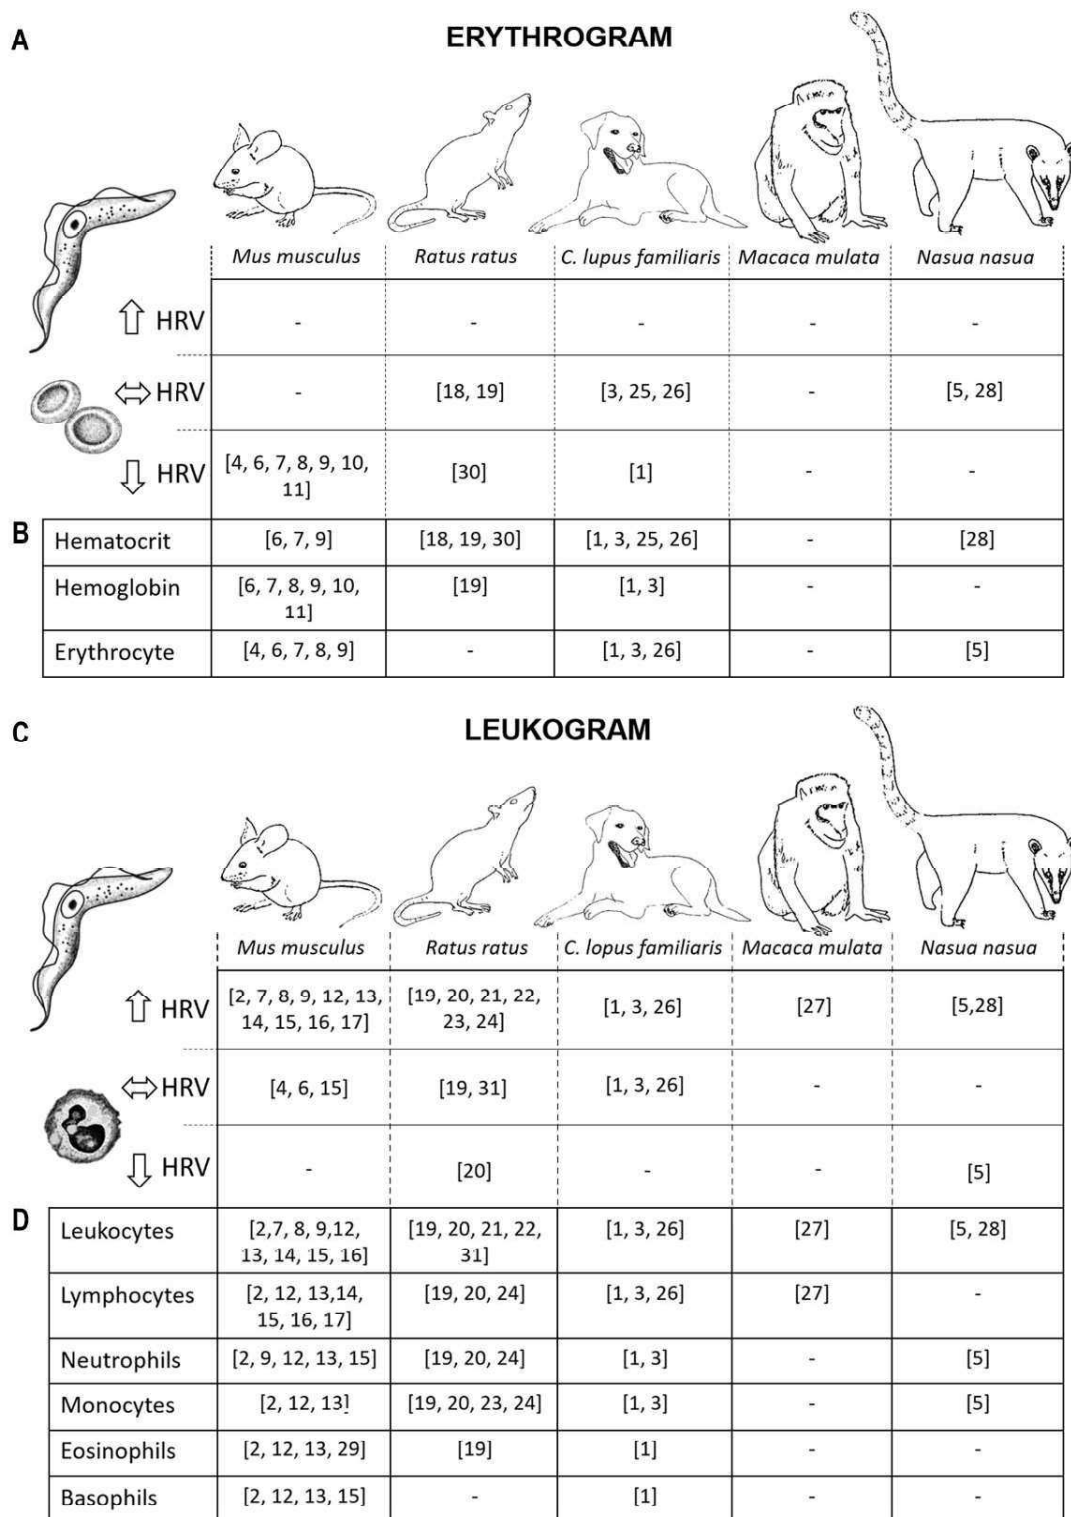 A
ERYTHROGRAM
Mus musculus Ratus ratus C. lupus familiaris Macaca mulata Nasua nasua
HRV - - - - -
HRV - [18, 19] [3, 25, 26] - [5, 28]
HRV [4, 6, 7, 8, 9, 10, 11] [30] [1] - -
B
Hematocrit [6, 7, 9] [18, 19, 30] [1, 3, 25, 26] - [28]
Hemoglobin [6, 7, 8, 9, 10, 11] [19] [1, 3] - -
Erythrocyte [4, 6, 7, 8, 9] - [1, 3, 26] - [5]
C
LEUKOGRAM
Mus musculus Ratus ratus C. lopus familiaris Macaca mulata Nasua nasua
HRV [2, 7, 8, 9, 12, 13, 14, 15, 16, 17] [19, 20, 21, 22, 23, 24] [1, 3, 26] [27] [5,28]
HRV [4, 6, 15] [19, 31] [1, 3, 26] - -
HRV - [20] - - [5]
D
Leukocytes [2,7, 8, 9,12, 13, 14, 15, 16] [19, 20, 21, 22, 31] [1, 3, 26] [27] [5, 28]
Lymphocytes [2, 12, 13,14, 15, 16, 17] [19, 20, 24] [1, 3, 26] [27] -
Neutrophils [2, 9, 12, 13, 15] [19, 20, 24] [1, 3] - [5]
Monocytes [2, 12, 13] [19, 20, 23, 24] [1, 3] - [5]
Eosinophils [2, 12, 13, 29] [19] [1] - -
Basophils [2, 12, 13, 15] - [1] - -